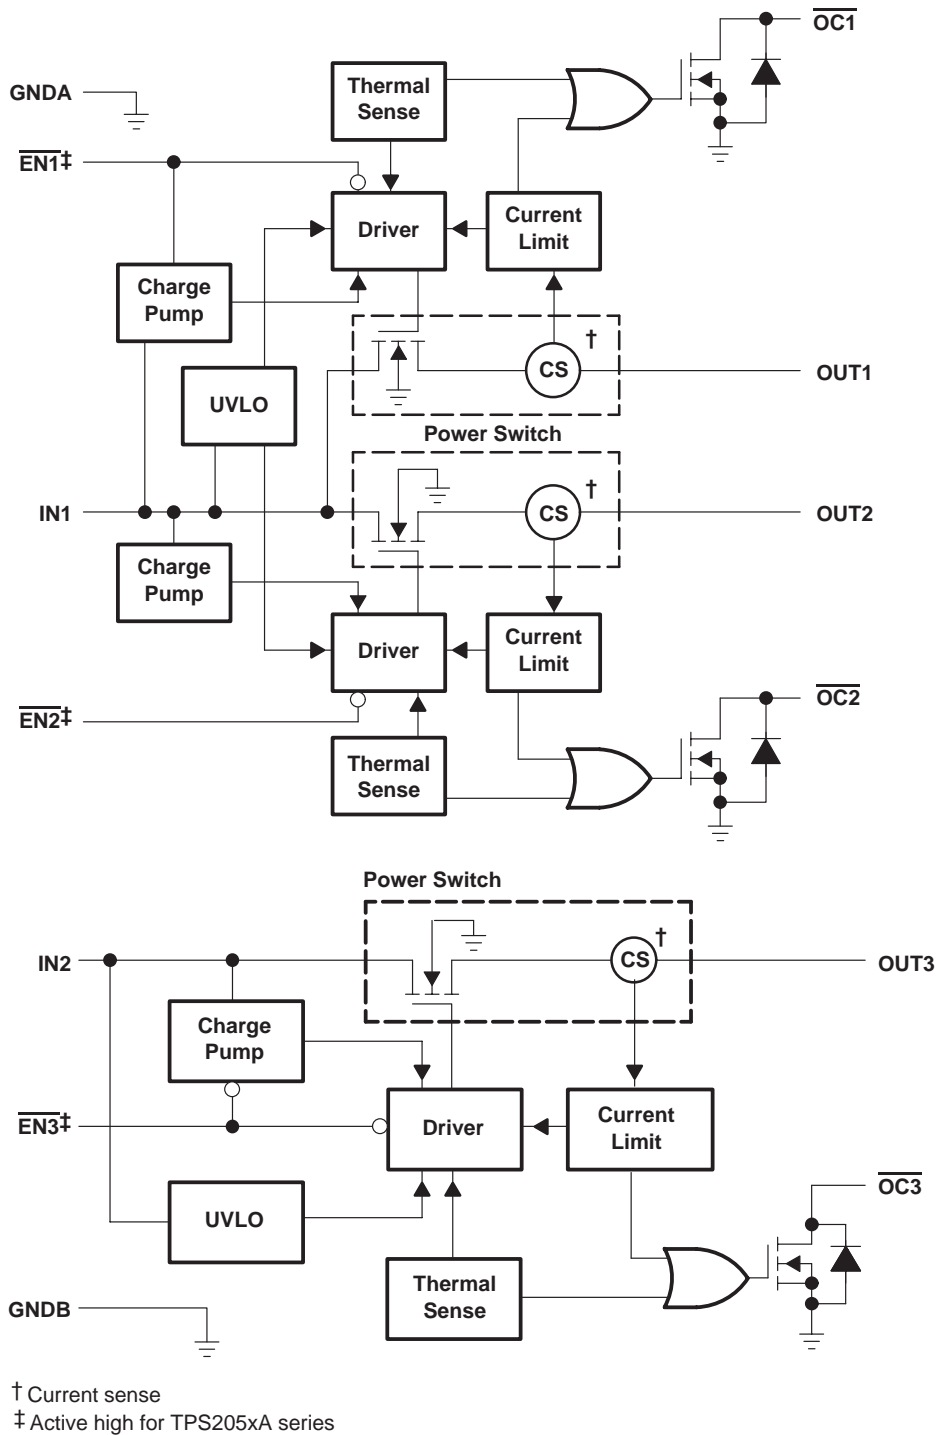 OC1
Thermal
Sense
GNDA
EN1‡
Driver
Current
Limit
Charge
Pump
†
CS
OUT1
UVLO
Power Switch
†
IN1
CS
OUT2
Charge
Pump
Driver
Current
Limit
EN2‡
OC2
Thermal
Sense
Power Switch
†
IN2
CS
OUT3
Charge
Pump
EN3‡
Driver
Current
Limit
OC3
UVLO
Thermal
Sense
GNDB
† Current sense
‡ Active high for TPS205xA series